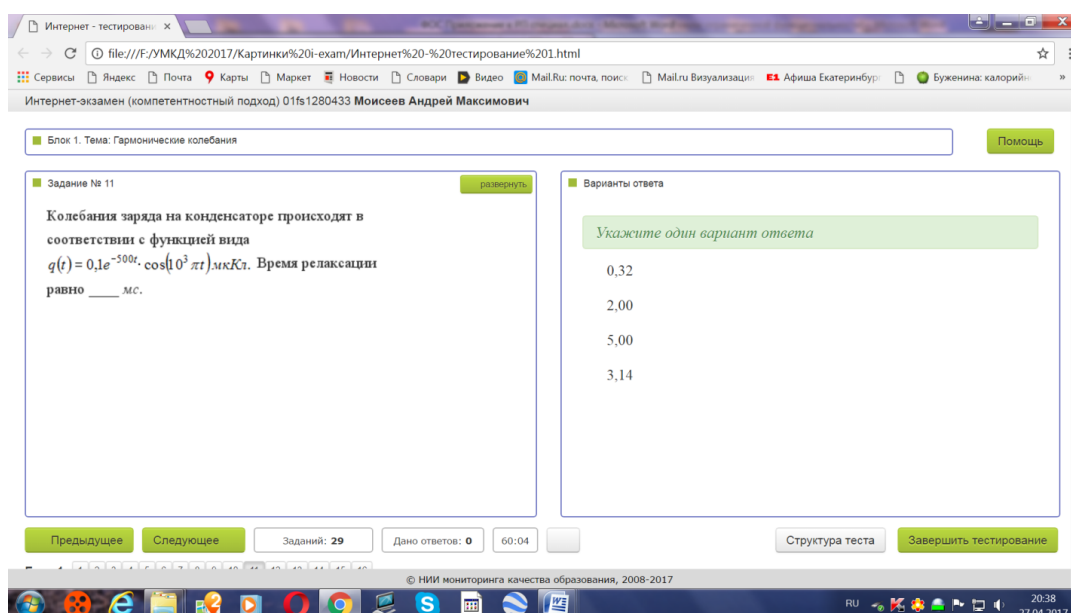 Интернет - тестировани ×
file:///F:/УМКД%202017/Картинки%20i-exam/Интернет%20-%20тестирование%201.html
Сервисы Яндекс Почта Карты Маркет Новости Словари Видео Mail.Ru: почта, поиск Mail.ru Визуализация E1 Афиша Екатеринбург Буженина: калорийн »
Интернет-экзамен (компетентностный подход) 01fs1280433 Моисеев Андрей Максимович
Блок 1. Тема: Гармонические колебания
Помощь
Задание № 11
развернуть
Колебания заряда на конденсаторе происходят в
соответствии с функцией вида
q(t) = 0,1e^{-500t} · cos(10^3 πt) мкКл. Время релаксации
равно ____ мс.
Варианты ответа
Укажите один вариант ответа
0,32
2,00
5,00
3,14
Предыдущее Следующее Заданий: 29 Дано ответов: 0 60:04 Структура теста Завершить тестирование
© НИИ мониторинга качества образования, 2008-2017
RU 20:38
27.04.2017